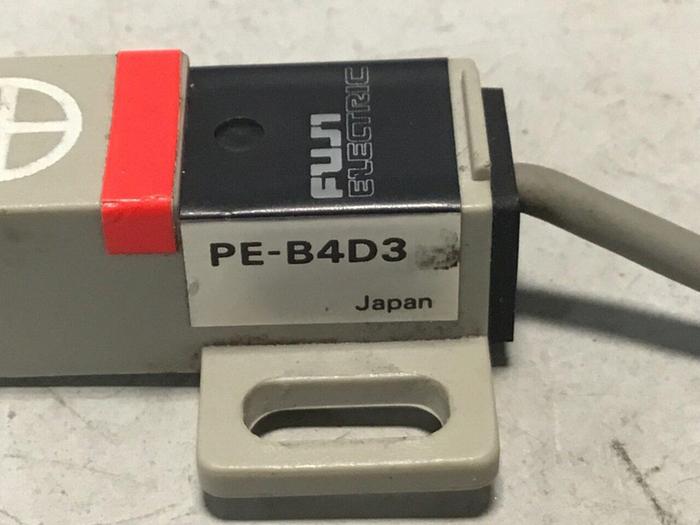 FUJI
ELECTRIC
PE-B4D3
Japan